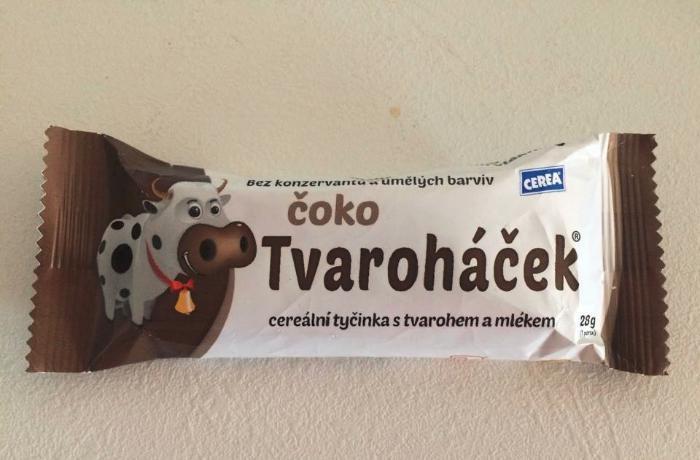 Bez konzervantů a umělých barviv
CEREA
čoko
Tvaroháček®
cereální tyčinka s tvarohem a mlékem
28g